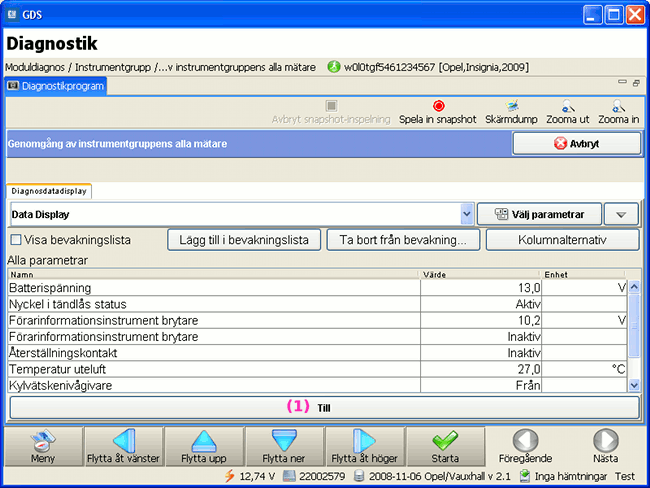 GDS
Diagnostik
Moduldiagnos / Instrumentgrupp /...v instrumentgruppens alla mätare w0l0tgf5461234567 [Opel,Insignia,2009]
Diagnostikprogram
Avbryt snapshot-inspelning Spela in snapshot Skärmdump Zooma ut Zooma in
Genomgång av instrumentgruppens alla mätare Avbryt
Diagnosdatadisplay
Data Display Välj parametrar
Visa bevakningslista Lägg till i bevakningslista Ta bort från bevakning... Kolumnalternativ
Alla parametrar
Namn Värde Enhet
Batterispänning 13,0 V
Nyckel i tändlås status Aktiv
Förarinformationsinstrument brytare 10,2 V
Förarinformationsinstrument brytare Inaktiv
Återställningskontakt Inaktiv
Temperatur uteluft 27,0 °C
Kylvätskenivågivare Från
(1) Till
Meny Flytta åt vänster Flytta upp Flytta ner Flytta åt höger Starta Föregående Nästa
12,74 V 22002579 2008-11-06 Opel/Vauxhall v 2.1 Inga hämtningar Test